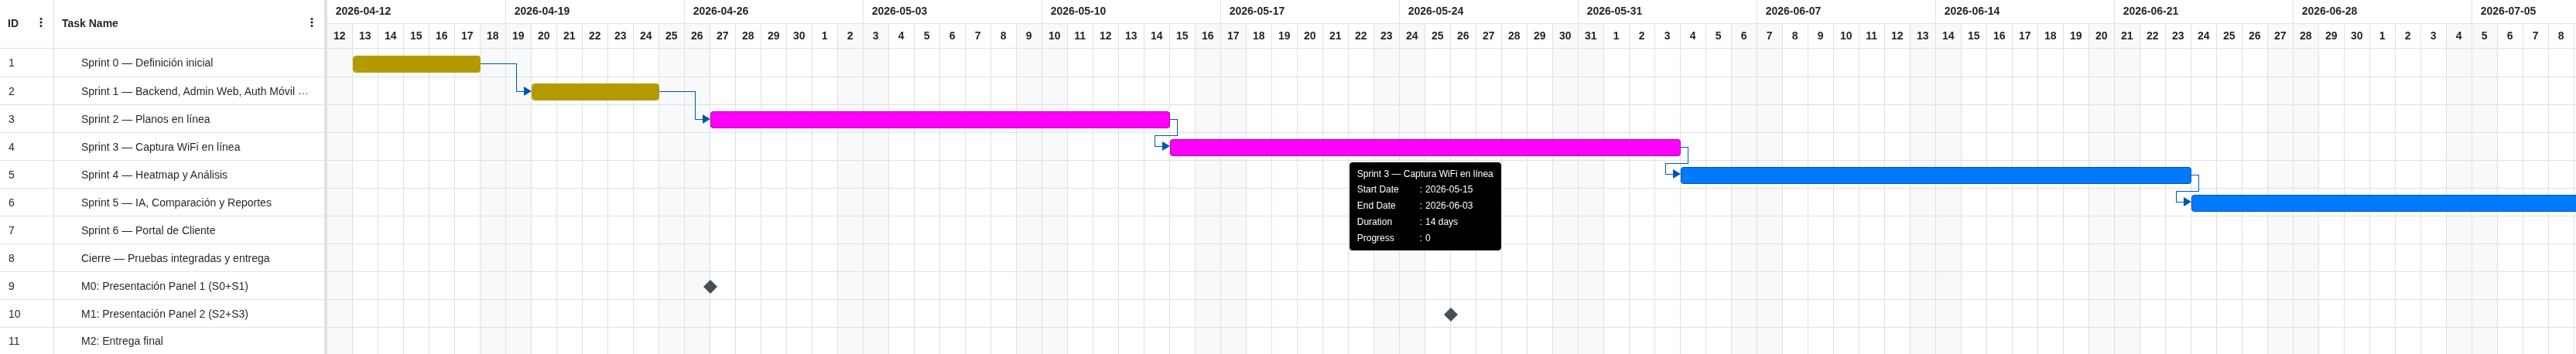 ID
Task Name
2026-04-12 2026-04-19 2026-04-26 2026-05-03 2026-05-10 2026-05-17 2026-05-24 2026-05-31 2026-06-07 2026-06-14 2026-06-21 2026-06-28 2026-07-05
12 13 14 15 16 17 18 19 20 21 22 23 24 25 26 27 28 29 30 1 2 3 4 5 6 7 8 9 10 11 12 13 14 15 16 17 18 19 20 21 22 23 24 25 26 27 28 29 30 31 1 2 3 4 5 6 7 8 9 10 11 12 13 14 15 16 17 18 19 20 21 22 23 24 25 26 27 28 29 30 1 2 3 4 5 6 7 8
1 Sprint 0 — Definición inicial
2 Sprint 1 — Backend, Admin Web, Auth Móvil ...
3 Sprint 2 — Planos en línea
4 Sprint 3 — Captura WiFi en línea
5 Sprint 4 — Heatmap y Análisis
6 Sprint 5 — IA, Comparación y Reportes
7 Sprint 6 — Portal de Cliente
8 Cierre — Pruebas integradas y entrega
9 M0: Presentación Panel 1 (S0+S1)
10 M1: Presentación Panel 2 (S2+S3)
11 M2: Entrega final
Sprint 3 — Captura WiFi en línea
Start Date : 2026-05-15
End Date : 2026-06-03
Duration : 14 days
Progress : 0